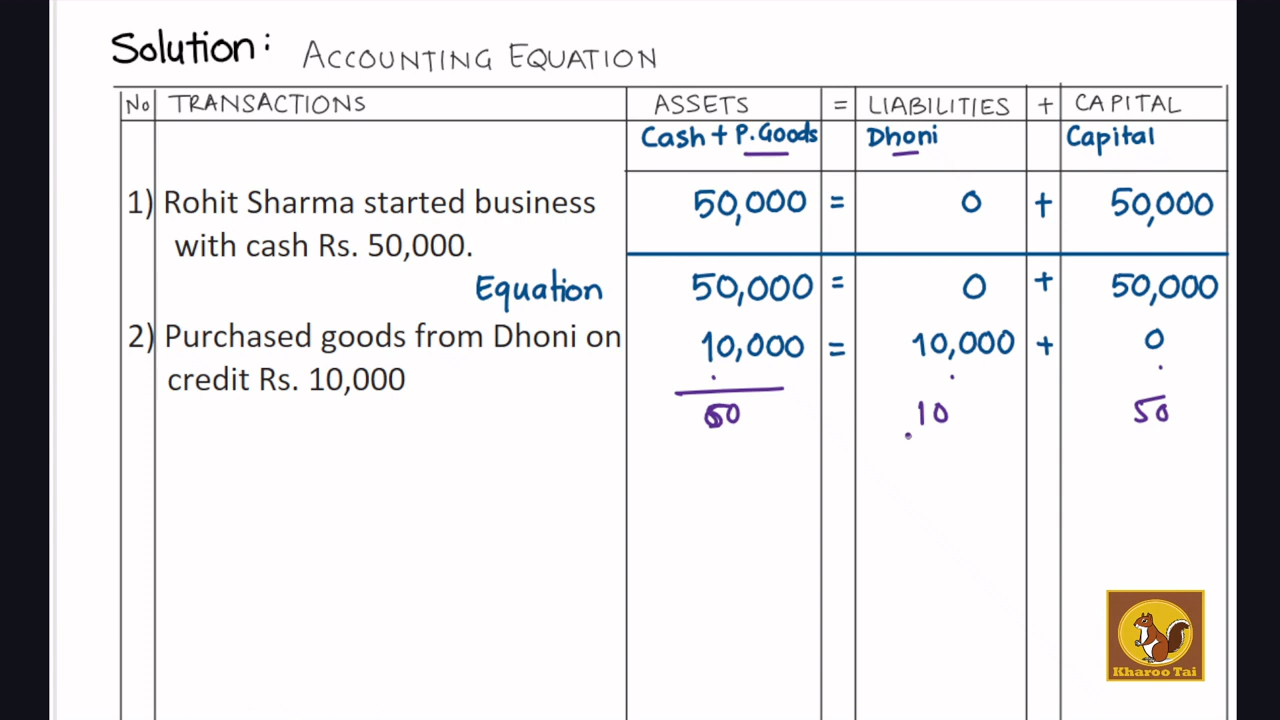 Solution: ACCOUNTING EQUATION
No TRANSACTIONS ASSETS = LIABILITIES + CAPITAL
Cash + P. Goods Dhoni Capital
1) Rohit Sharma started business 50,000 = 0 + 50,000
with cash Rs. 50,000.
Equation 50,000 = 0 + 50,000
2) Purchased goods from Dhoni on 10,000 = 10,000 + 0
credit Rs. 10,000
60 10 50
Kharoo Tai